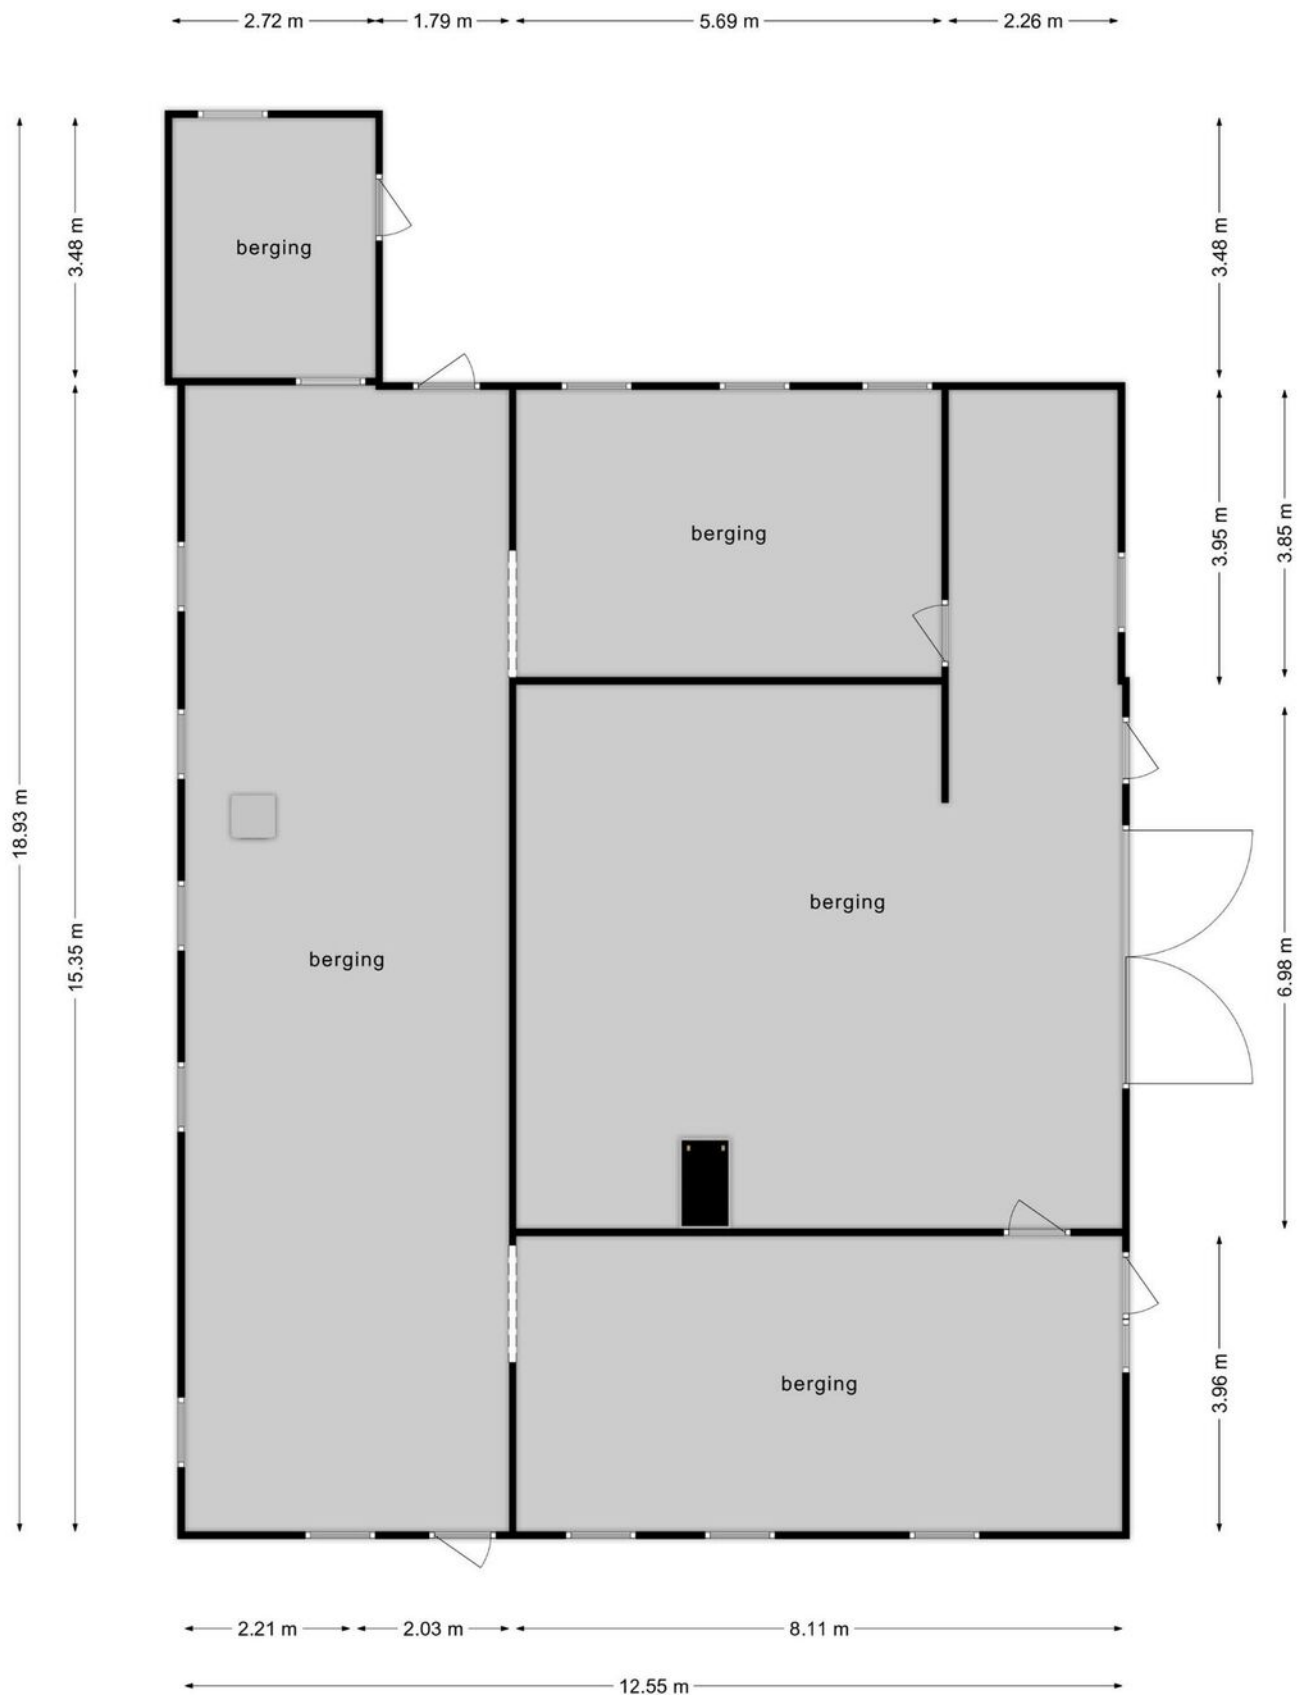 2.72 m 1.79 m 5.69 m 2.26 m
berging
3.48 m
3.48 m
berging
3.95 m
3.85 m
18.93 m
berging
berging
15.35 m
6.98 m
berging
3.96 m
2.21 m 2.03 m 8.11 m
12.55 m